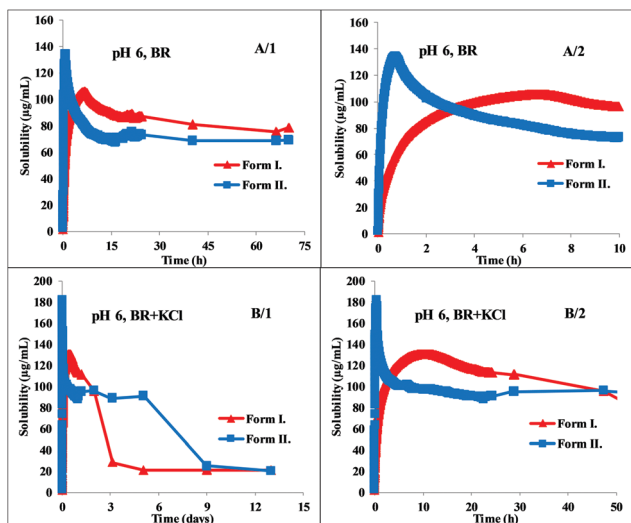 pH 6, BR A/1
Solubility (µg/mL)
160
140
120
100
80
60
40
20
0
Form I.
Form II.
0 15 30 45 60 75
Time (h)
pH 6, BR A/2
Solubility (µg/mL)
160
140
120
100
80
60
40
20
0
Form I.
Form II.
0 2 4 6 8 10
Time (h)
pH 6, BR+KCl B/1
Solubility (µg/mL)
200
180
160
140
120
100
80
60
40
20
0
Form I.
Form II.
0 3 6 9 12 15
Time (days)
pH 6, BR+KCl B/2
Solubility (µg/mL)
200
180
160
140
120
100
80
60
40
20
0
Form I.
Form II.
0 10 20 30 40 50
Time (h)